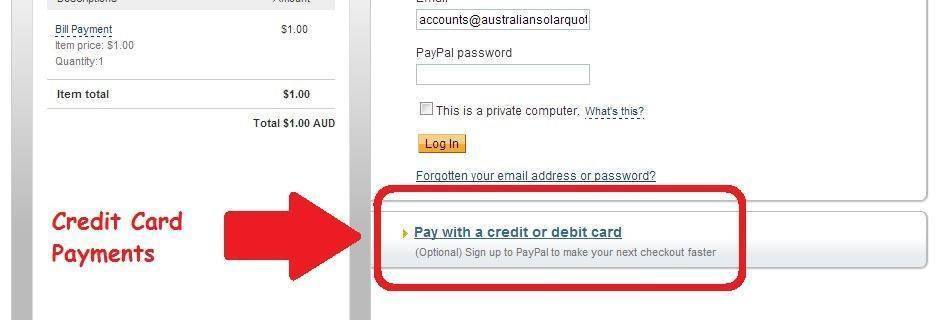 Descriptions Amount
Bill Payment $1.00
Item price: $1.00
Quantity:1
Item total $1.00
Total $1.00 AUD
Credit Card
Payments
Email
accounts@australiansolarquot
PayPal password
This is a private computer. What's this?
Log In
Forgotten your email address or password?
Pay with a credit or debit card
(Optional) Sign up to PayPal to make your next checkout faster